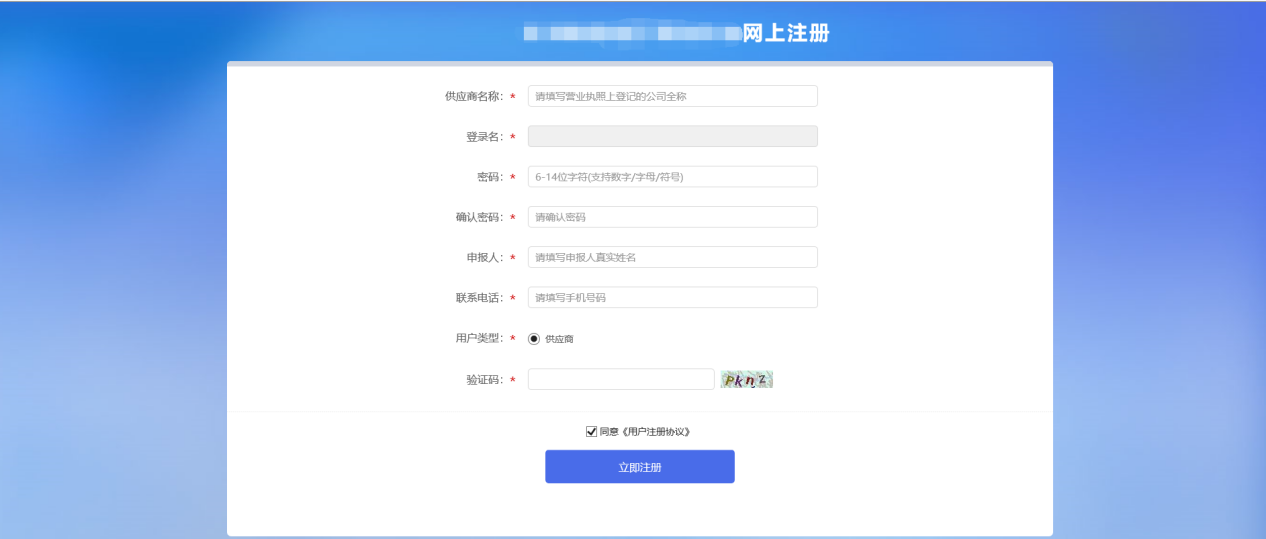 网上注册
供应商名称：* 请填写营业执照上登记的公司全称
登录名：*
密码：* 6-14位字符(支持数字/字母/符号)
确认密码：* 请确认密码
申报人：* 请填写申报人真实姓名
联系电话：* 请填写手机号码
用户类型：* 供应商
验证码：* PknZ
同意《用户注册协议》
立即注册